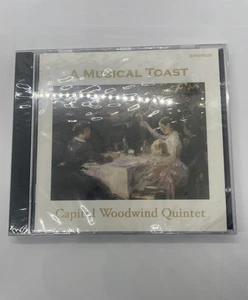 A MUSICAL TOAST
Capitol Woodwind Quintet